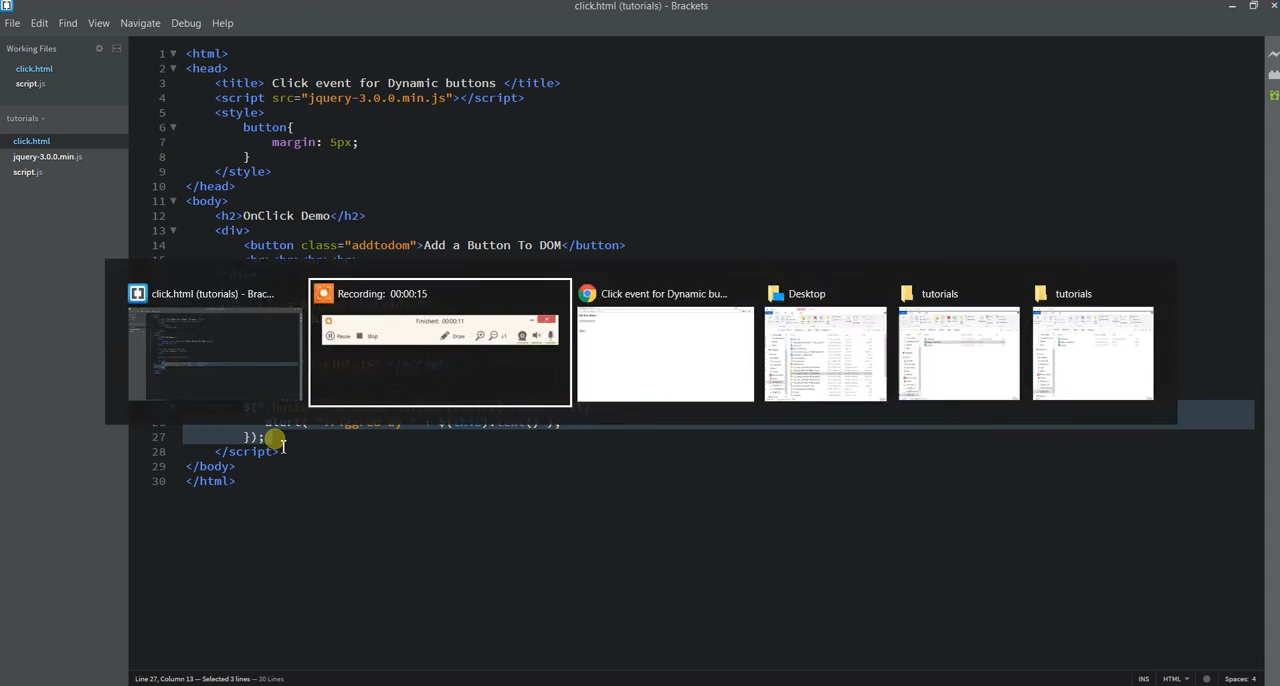 click.html (tutorials) - Brackets
File Edit Find View Navigate Debug Help
Working Files
click.html
script.js
tutorials
click.html
jquery-3.0.0.min.js
script.js
1 <html>
2 <head>
3 <title> Click event for Dynamic buttons </title>
4 <script src="jquery-3.0.0.min.js"></script>
5 <style>
6 button{
7 margin: 5px;
8 }
9 </style>
10 </head>
11 <body>
12 <h2>OnClick Demo</h2>
13 <div>
14 <button class="addtodom">Add a Button To DOM</button>
click.html (tutorials) - Brac...
Recording: 00:00:15
Click event for Dynamic bu...
Desktop
tutorials
tutorials
Finished: 00:00:11
Pause Stop Draw x1
27 });
28 </script>
29 </body>
30 </html>
Line 27, Column 13 — Selected 3 lines — 30 Lines
INS HTML Spaces: 4